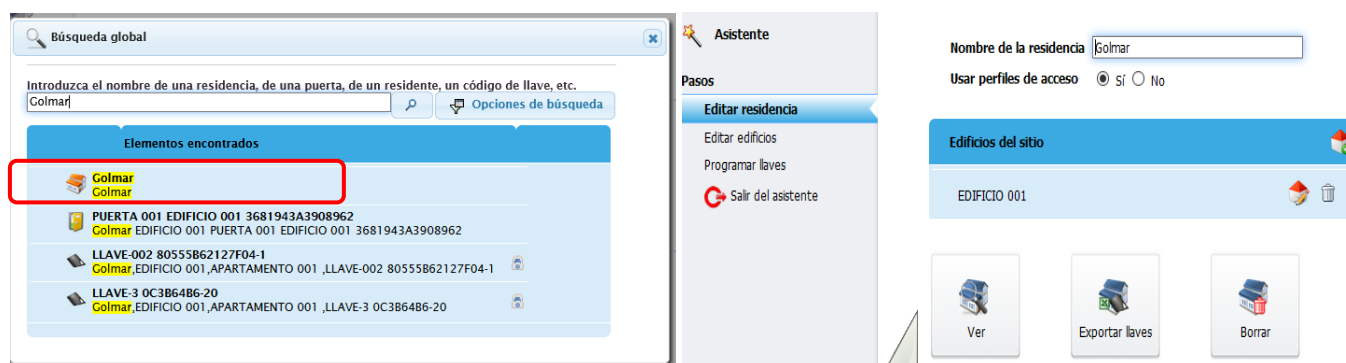 Búsqueda global
Introduzca el nombre de una residencia, de una puerta, de un residente, un código de llave, etc.
Golmar
Opciones de búsqueda
Elementos encontrados
Golmar
Golmar
PUERTA 001 EDIFICIO 001 3681943A3908962
Golmar EDIFICIO 001 PUERTA 001 EDIFICIO 001 3681943A3908962
LLAVE-002 80555B62127F04-1
Golmar,EDIFICIO 001,APARTAMENTO 001 ,LLAVE-002 80555B62127F04-1
LLAVE-3 0C3B64B6-20
Golmar,EDIFICIO 001,APARTAMENTO 001 ,LLAVE-3 0C3B64B6-20
Asistente
Pasos
Editar residencia
Editar edificios
Programar llaves
Salir del asistente
Nombre de la residencia Golmar
Usar perfiles de acceso Sí No
Edificios del sitio
EDIFICIO 001
Ver Exportar llaves Borrar